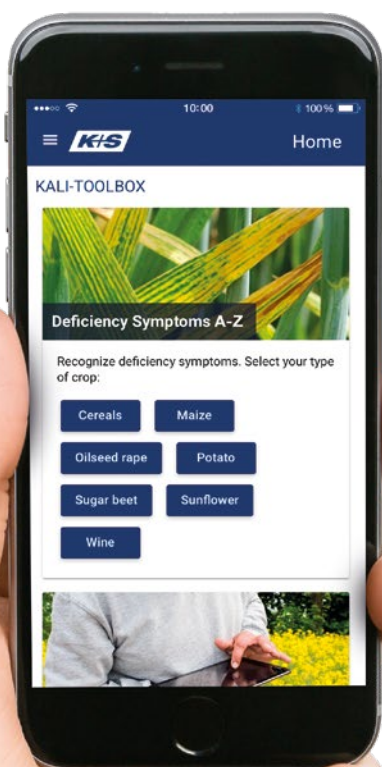 10:00
100%
K+S
Home
KALI-TOOLBOX
Deficiency Symptoms A-Z
Recognize deficiency symptoms. Select your type
of crop:
Cereals
Maize
Oilseed rape
Potato
Sugar beet
Sunflower
Wine